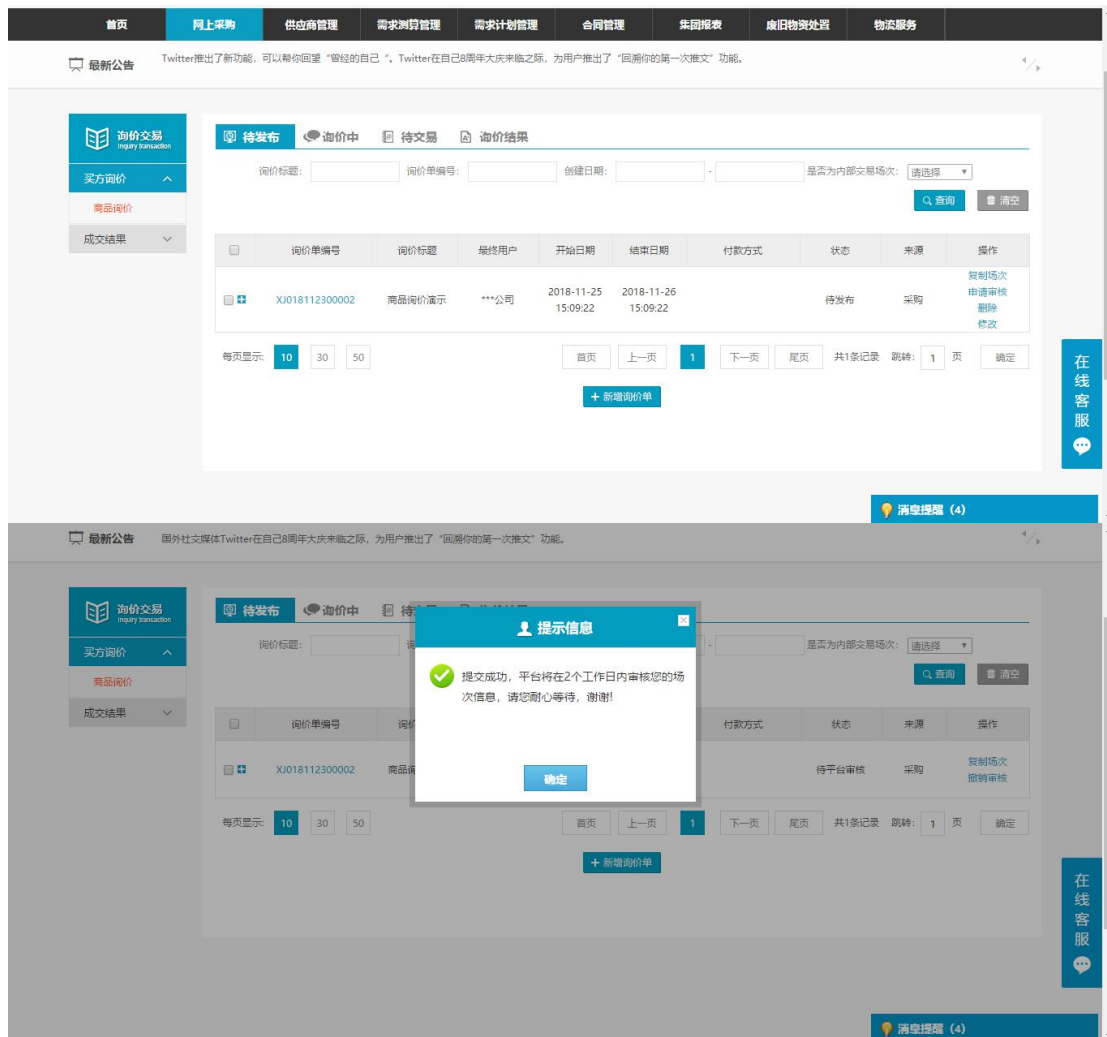 首页 网上采购 供应商管理 需求测算管理 需求计划管理 合同管理 集团报表 废旧物资处置 物流服务
最新公告 Twitter推出了新功能，可以帮你回望“曾经的自己“。Twitter在自己8周年大庆来临之际，为用户推出了“回溯你的第一次推文”功能。
询价交易
Inquiry transaction
买方询价
商品询价
成交结果
待发布 询价中 待交易 询价结果
询价标题: 询价单编号: 创建日期: - 是否为内部交易场次: 请选择
查询 清空
询价单编号 询价标题 最终用户 开始日期 结束日期 付款方式 状态 来源 操作
XJ018112300002 商品询价演示 ***公司 2018-11-25 15:09:22 2018-11-26 15:09:22 待发布 采购
复制场次
申请审核
删除
修改
每页显示: 10 30 50 首页 上一页 1 下一页 尾页 共1条记录 跳转: 1 页 确定
+ 新增询价单
在线客服
消息提醒（4）
最新公告 国外社交媒体Twitter在自己8周年大庆来临之际，为用户推出了“回溯你的第一次推文”功能。
询价交易
Inquiry transaction
买方询价
商品询价
成交结果
待发布 询价中
询价标题: - 是否为内部交易场次: 请选择
查询 清空
提示信息
提交成功，平台将在2个工作日内审核您的场
次信息，请您耐心等待，谢谢!
确定
询价单编号 付款方式 状态 来源 操作
XJ018112300002 待平台审核 采购
复制场次
撤销审核
每页显示: 10 30 50 首页 上一页 1 下一页 尾页 共1条记录 跳转: 1 页 确定
+ 新增询价单
在线客服
消息提醒（4）